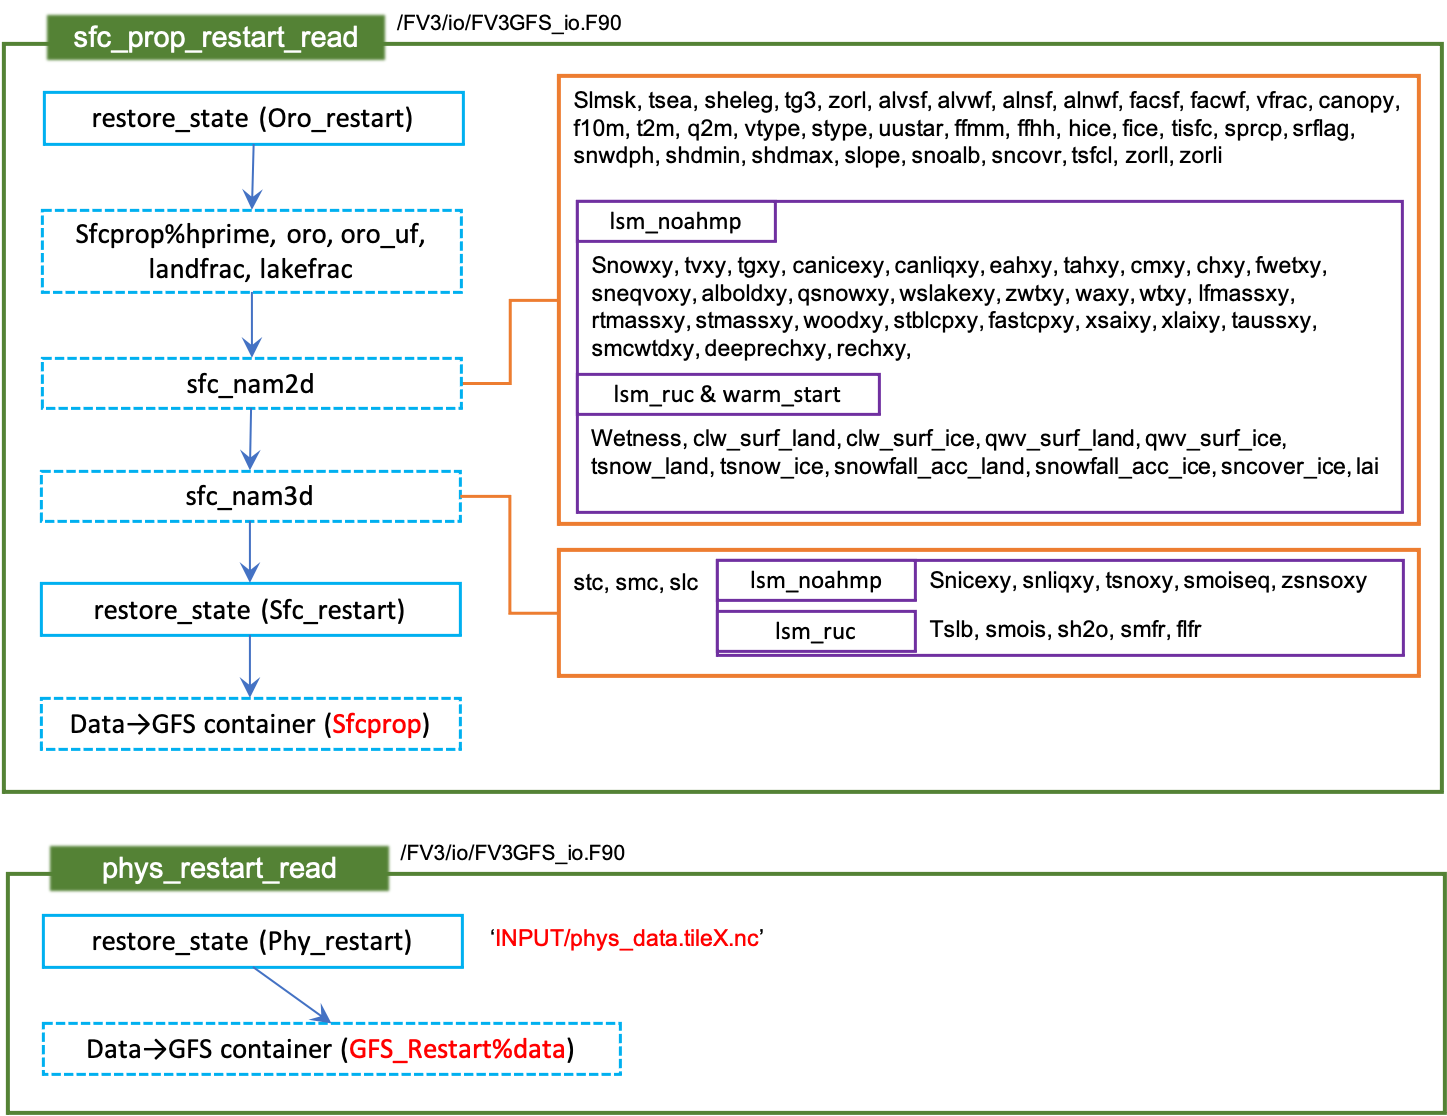 sfc_prop_restart_read
/FV3/io/FV3GFS_io.F90
restore_state (Oro_restart)
Sfcprop%hprime, oro, oro_uf,
landfrac, lakefrac
sfc_nam2d
sfc_nam3d
restore_state (Sfc_restart)
Data→GFS container (Sfcprop)
Slmsk, tsea, sheleg, tg3, zorl, alvsf, alvwf, alnsf, alnwf, facsf, facwf, vfrac, canopy,
f10m, t2m, q2m, vtype, stype, uustar, ffmm, ffhh, hice, fice, tisfc, sprcp, srflag,
snwdph, shdmin, shdmax, slope, snoalb, sncovr, tsfcl, zorll, zorli
lsm_noahmp
Snowxy, tvxy, tgxy, canicexy, canliqxy, eahxy, tahxy, cmxy, chxy, fwetxy,
sneqvoxy, alboldxy, qsnowxy, wslakexy, zwtxy, waxy, wtxy, lfmassxy,
rtmassxy, stmassxy, woodxy, stblcpxy, fastcpxy, xsaixy, xlaixy, taussxy,
smcwtdxy, deeprechxy, rechxy,
lsm_ruc & warm_start
Wetness, clw_surf_land, clw_surf_ice, qwv_surf_land, qwv_surf_ice,
tsnow_land, tsnow_ice, snowfall_acc_land, snowfall_acc_ice, sncover_ice, lai
stc, smc, slc
lsm_noahmp
Snicexy, snliqxy, tsnoxy, smoiseq, zsnsoxy
lsm_ruc
Tslb, smois, sh2o, smfr, flfr
phys_restart_read
/FV3/io/FV3GFS_io.F90
restore_state (Phy_restart)
‘INPUT/phys_data.tileX.nc’
Data→GFS container (GFS_Restart%data)